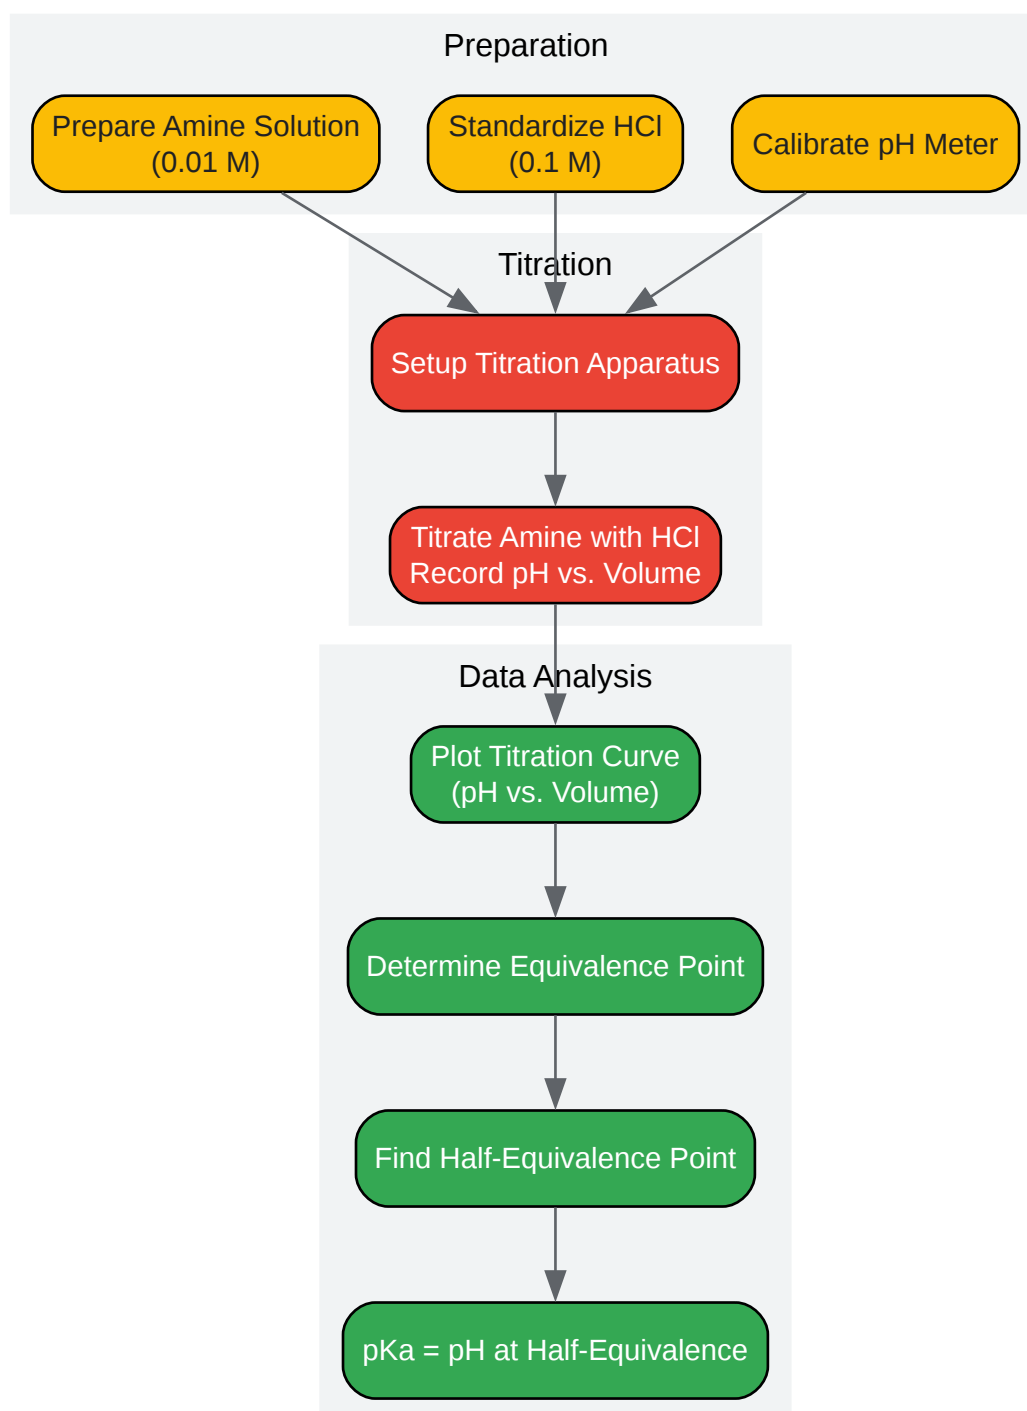 Preparation
Prepare Amine Solution
(0.01 M)
Standardize HCl
(0.1 M)
Calibrate pH Meter
Titration
Setup Titration Apparatus
Titrate Amine with HCl
Record pH vs. Volume
Data Analysis
Plot Titration Curve
(pH vs. Volume)
Determine Equivalence Point
Find Half-Equivalence Point
pKa = pH at Half-Equivalence